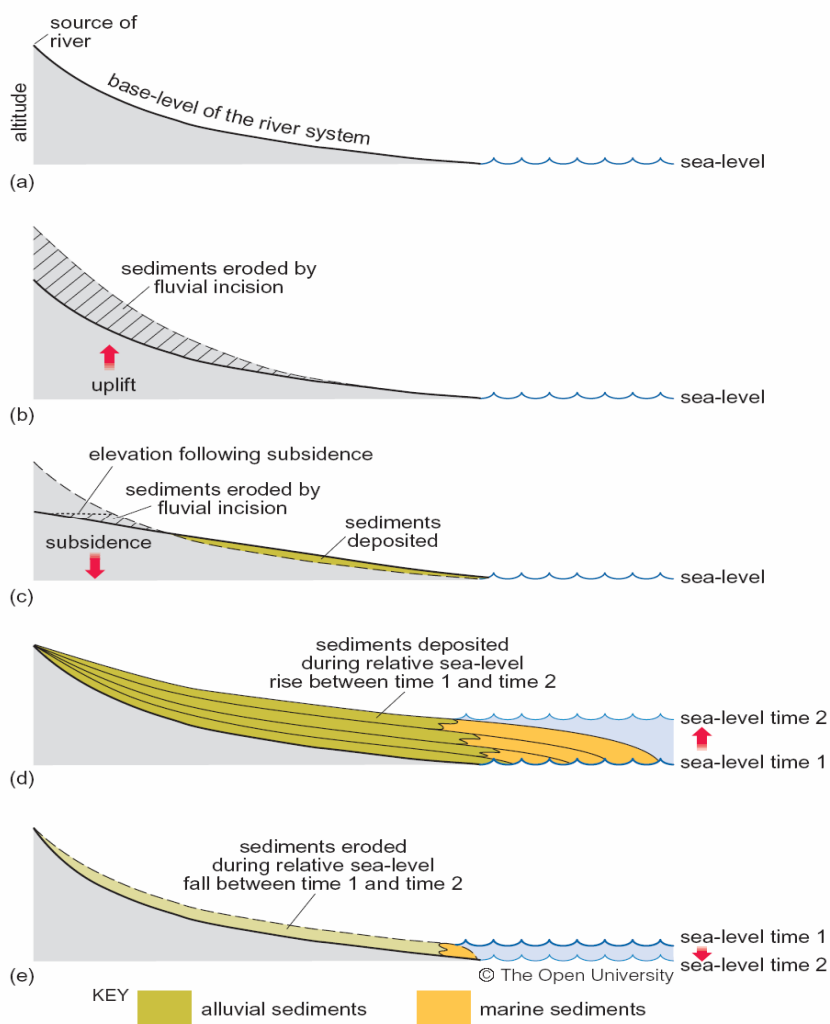 source of
river
altitude
base-level of the river system
sea-level
(a)
sediments eroded by
fluvial incision
uplift
sea-level
(b)
elevation following subsidence
sediments eroded by
fluvial incision
sediments
deposited
subsidence
sea-level
(c)
sediments deposited
during relative sea-level
rise between time 1 and time 2
sea-level time 2
sea-level time 1
(d)
sediments eroded
during relative sea-level
fall between time 1 and time 2
sea-level time 1
sea-level time 2
(e)
© The Open University
KEY
alluvial sediments
marine sediments